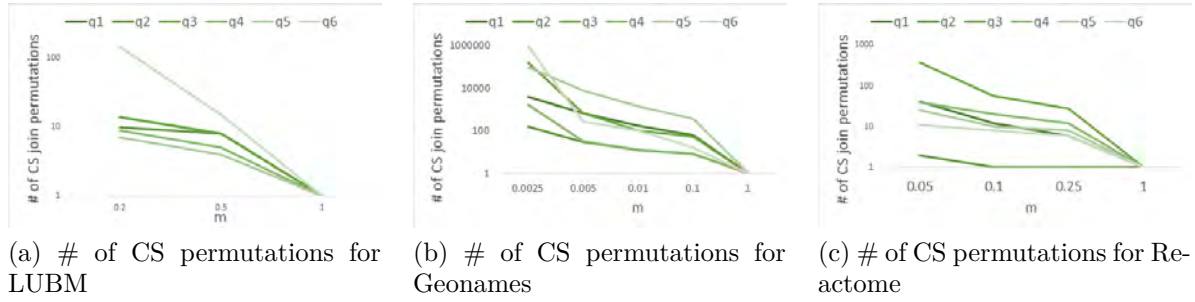 q1 q2 q3 q4 q5 q6
# of CS join permutations
100
10
1
0.2 0.5 1
m
(a) # of CS permutations for
LUBM
q1 q2 q3 q4 q5 q6
# of CS join permutations
1000000
100
1
0.0025 0.005 0.01 0.1 1
m
(b) # of CS permutations for
Geonames
q1 q2 q3 q4 q5 q6
# of CS join permutations
1000
100
10
1
0.05 0.1 0.25 1
m
(c) # of CS permutations for Re-
actome